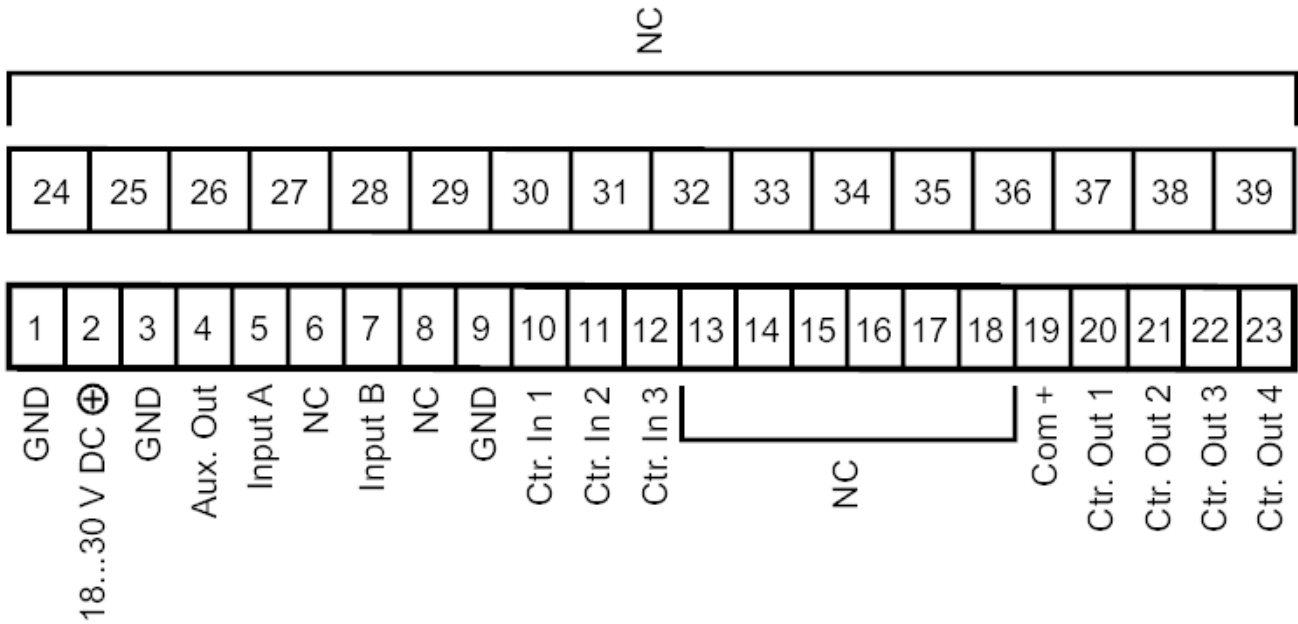 NC
24 25 26 27 28 29 30 31 32 33 34 35 36 37 38 39
1 2 3 4 5 6 7 8 9 10 11 12 13 14 15 16 17 18 19 20 21 22 23
GND
18...30 V DC ⊕
GND
Aux. Out
Input A
NC
Input B
NC
GND
Ctr. In 1
Ctr. In 2
Ctr. In 3
NC
Com +
Ctr. Out 1
Ctr. Out 2
Ctr. Out 3
Ctr. Out 4